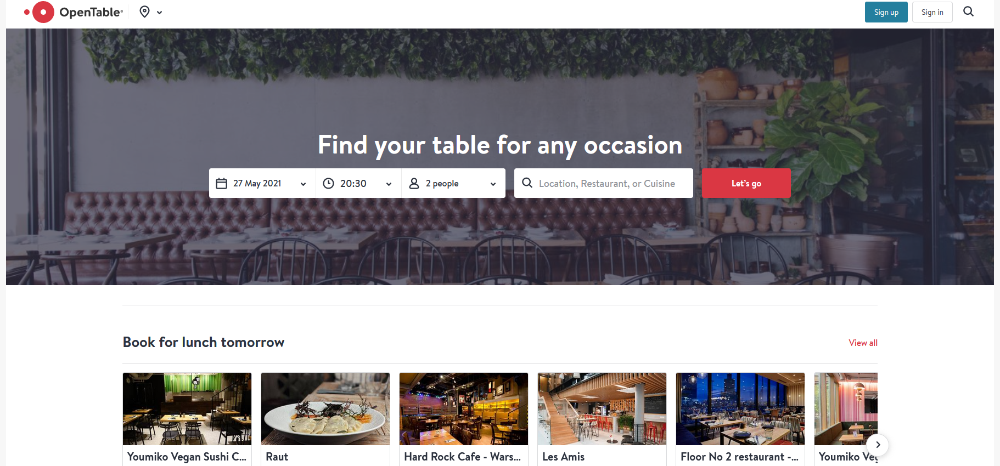 OpenTable®
Sign up
Sign in
Find your table for any occasion
27 May 2021
20:30
2 people
Location, Restaurant, or Cuisine
Let's go
Book for lunch tomorrow
View all
Youmiko Vegan Sushi C...
Raut
Hard Rock Cafe - Wars...
Les Amis
Floor No 2 restaurant -...
Youmiko Veg